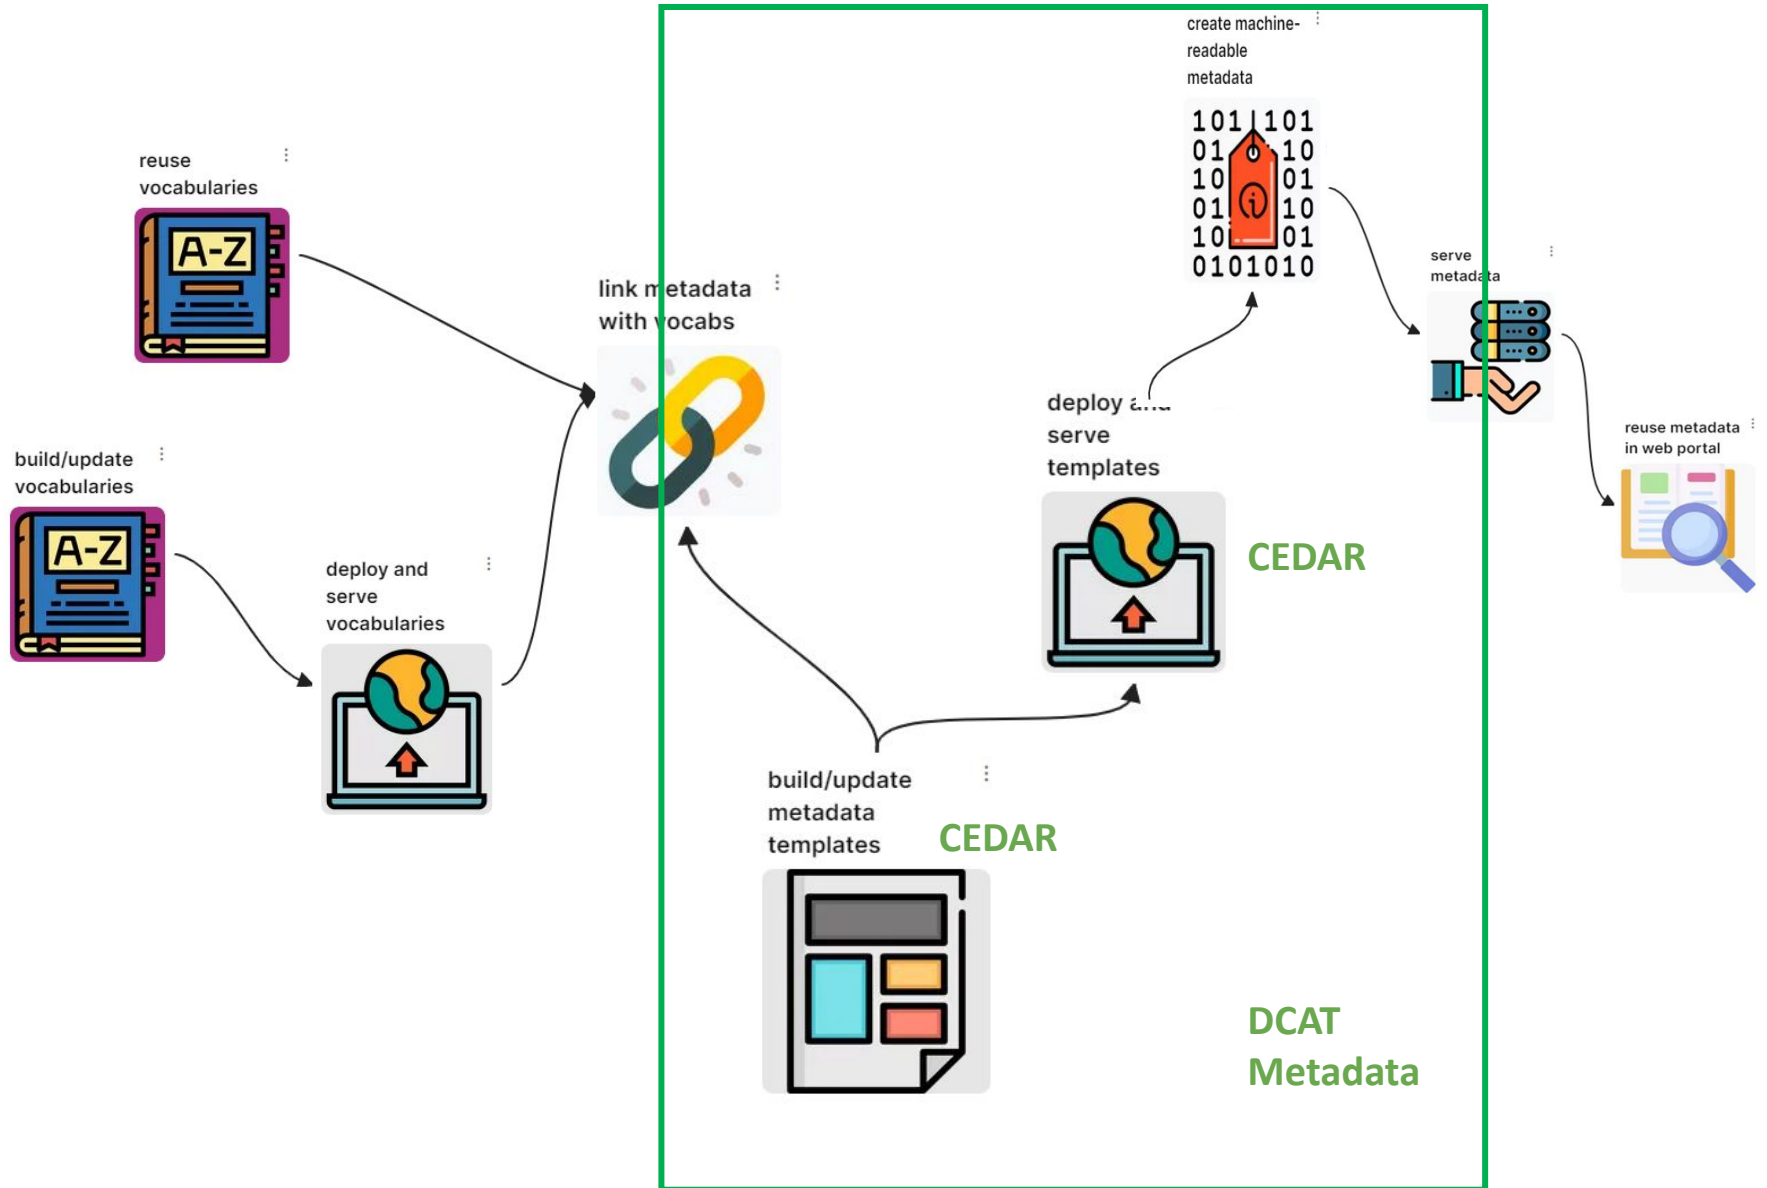 create machine-
readable
metadata
101 101
01 10
10 01
01 10
10 01
0101010
reuse
vocabularies
A-Z
serve
metadata
link metadata
with vocabs
deploy and
serve
templates
reuse metadata
in web portal
build/update
vocabularies
A-Z
CEDAR
deploy and
serve
vocabularies
build/update
metadata
templates
CEDAR
DCAT
Metadata